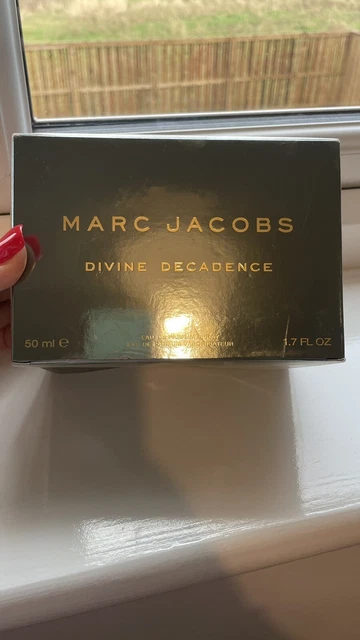 MARC JACOBS
DIVINE DECADENCE
50 ml e
1.7 FL OZ